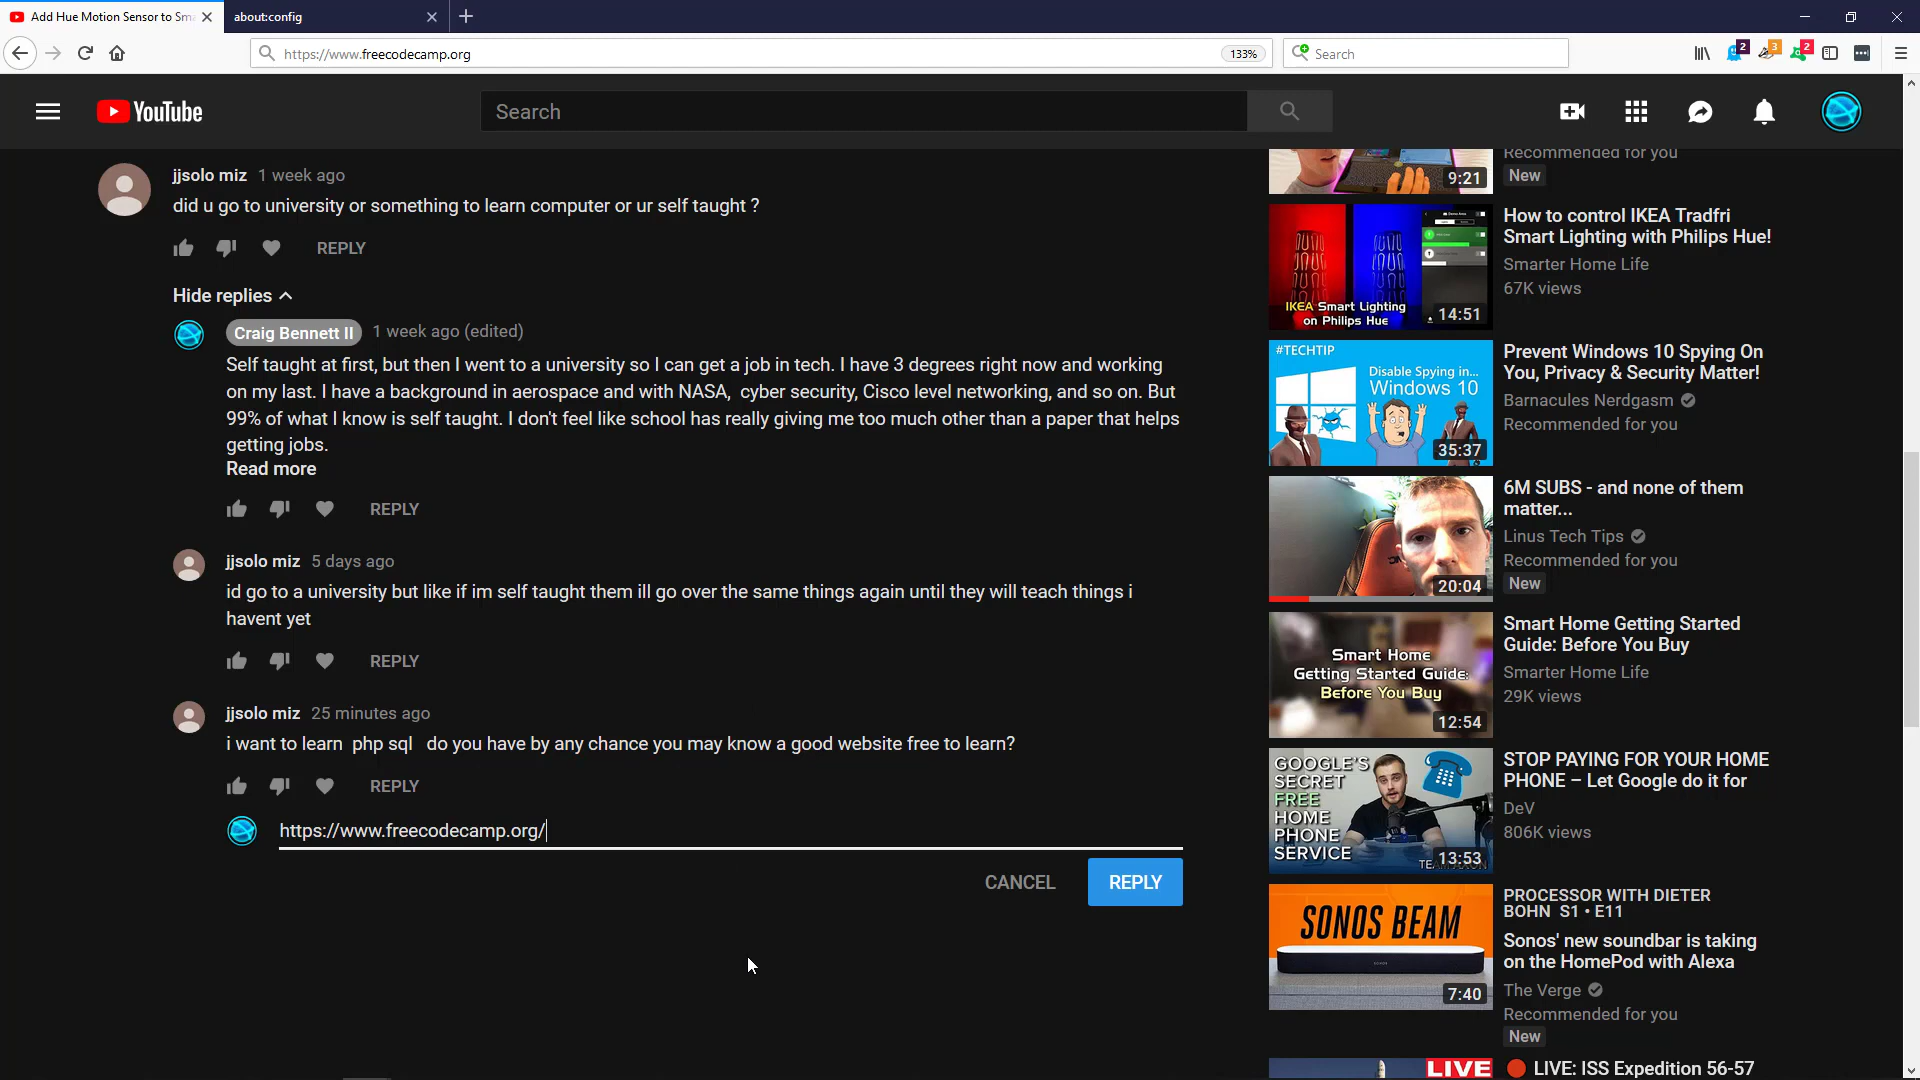 Add Hue Motion Sensor to Sma
about:config
https://www.freecodecamp.org
133%
Search
2
3
2
YouTube
Search
jjsolo miz 1 week ago
did u go to university or something to learn computer or ur self taught ?
REPLY
Hide replies
Craig Bennett II 1 week ago (edited)
Self taught at first, but then I went to a university so I can get a job in tech. I have 3 degrees right now and working
on my last. I have a background in aerospace and with NASA, cyber security, Cisco level networking, and so on. But
99% of what I know is self taught. I don't feel like school has really giving me too much other than a paper that helps
getting jobs.
Read more
REPLY
jjsolo miz 5 days ago
id go to a university but like if im self taught them ill go over the same things again until they will teach things i
havent yet
REPLY
jjsolo miz 25 minutes ago
i want to learn php sql do you have by any chance you may know a good website free to learn?
REPLY
https://www.freecodecamp.org/
CANCEL
REPLY
9:21
Recommended for you
New
IKEA Smart Lighting
on Philips Hue
14:51
How to control IKEA Tradfri
Smart Lighting with Philips Hue!
Smarter Home Life
67K views
#TECHTIP
Disable Spying in...
Windows 10
35:37
Prevent Windows 10 Spying On
You, Privacy & Security Matter!
Barnacules Nerdgasm
Recommended for you
20:04
6M SUBS - and none of them
matter...
Linus Tech Tips
Recommended for you
New
Smart Home
Getting Started Guide:
Before You Buy
12:54
Smart Home Getting Started
Guide: Before You Buy
Smarter Home Life
29K views
GOOGLE'S
SECRET
FREE
HOME
PHONE
SERVICE
13:53
STOP PAYING FOR YOUR HOME
PHONE – Let Google do it for
DeV
806K views
SONOS BEAM
7:40
PROCESSOR WITH DIETER
BOHN S1 • E11
Sonos' new soundbar is taking
on the HomePod with Alexa
The Verge
Recommended for you
New
LIVE
LIVE: ISS Expedition 56-57